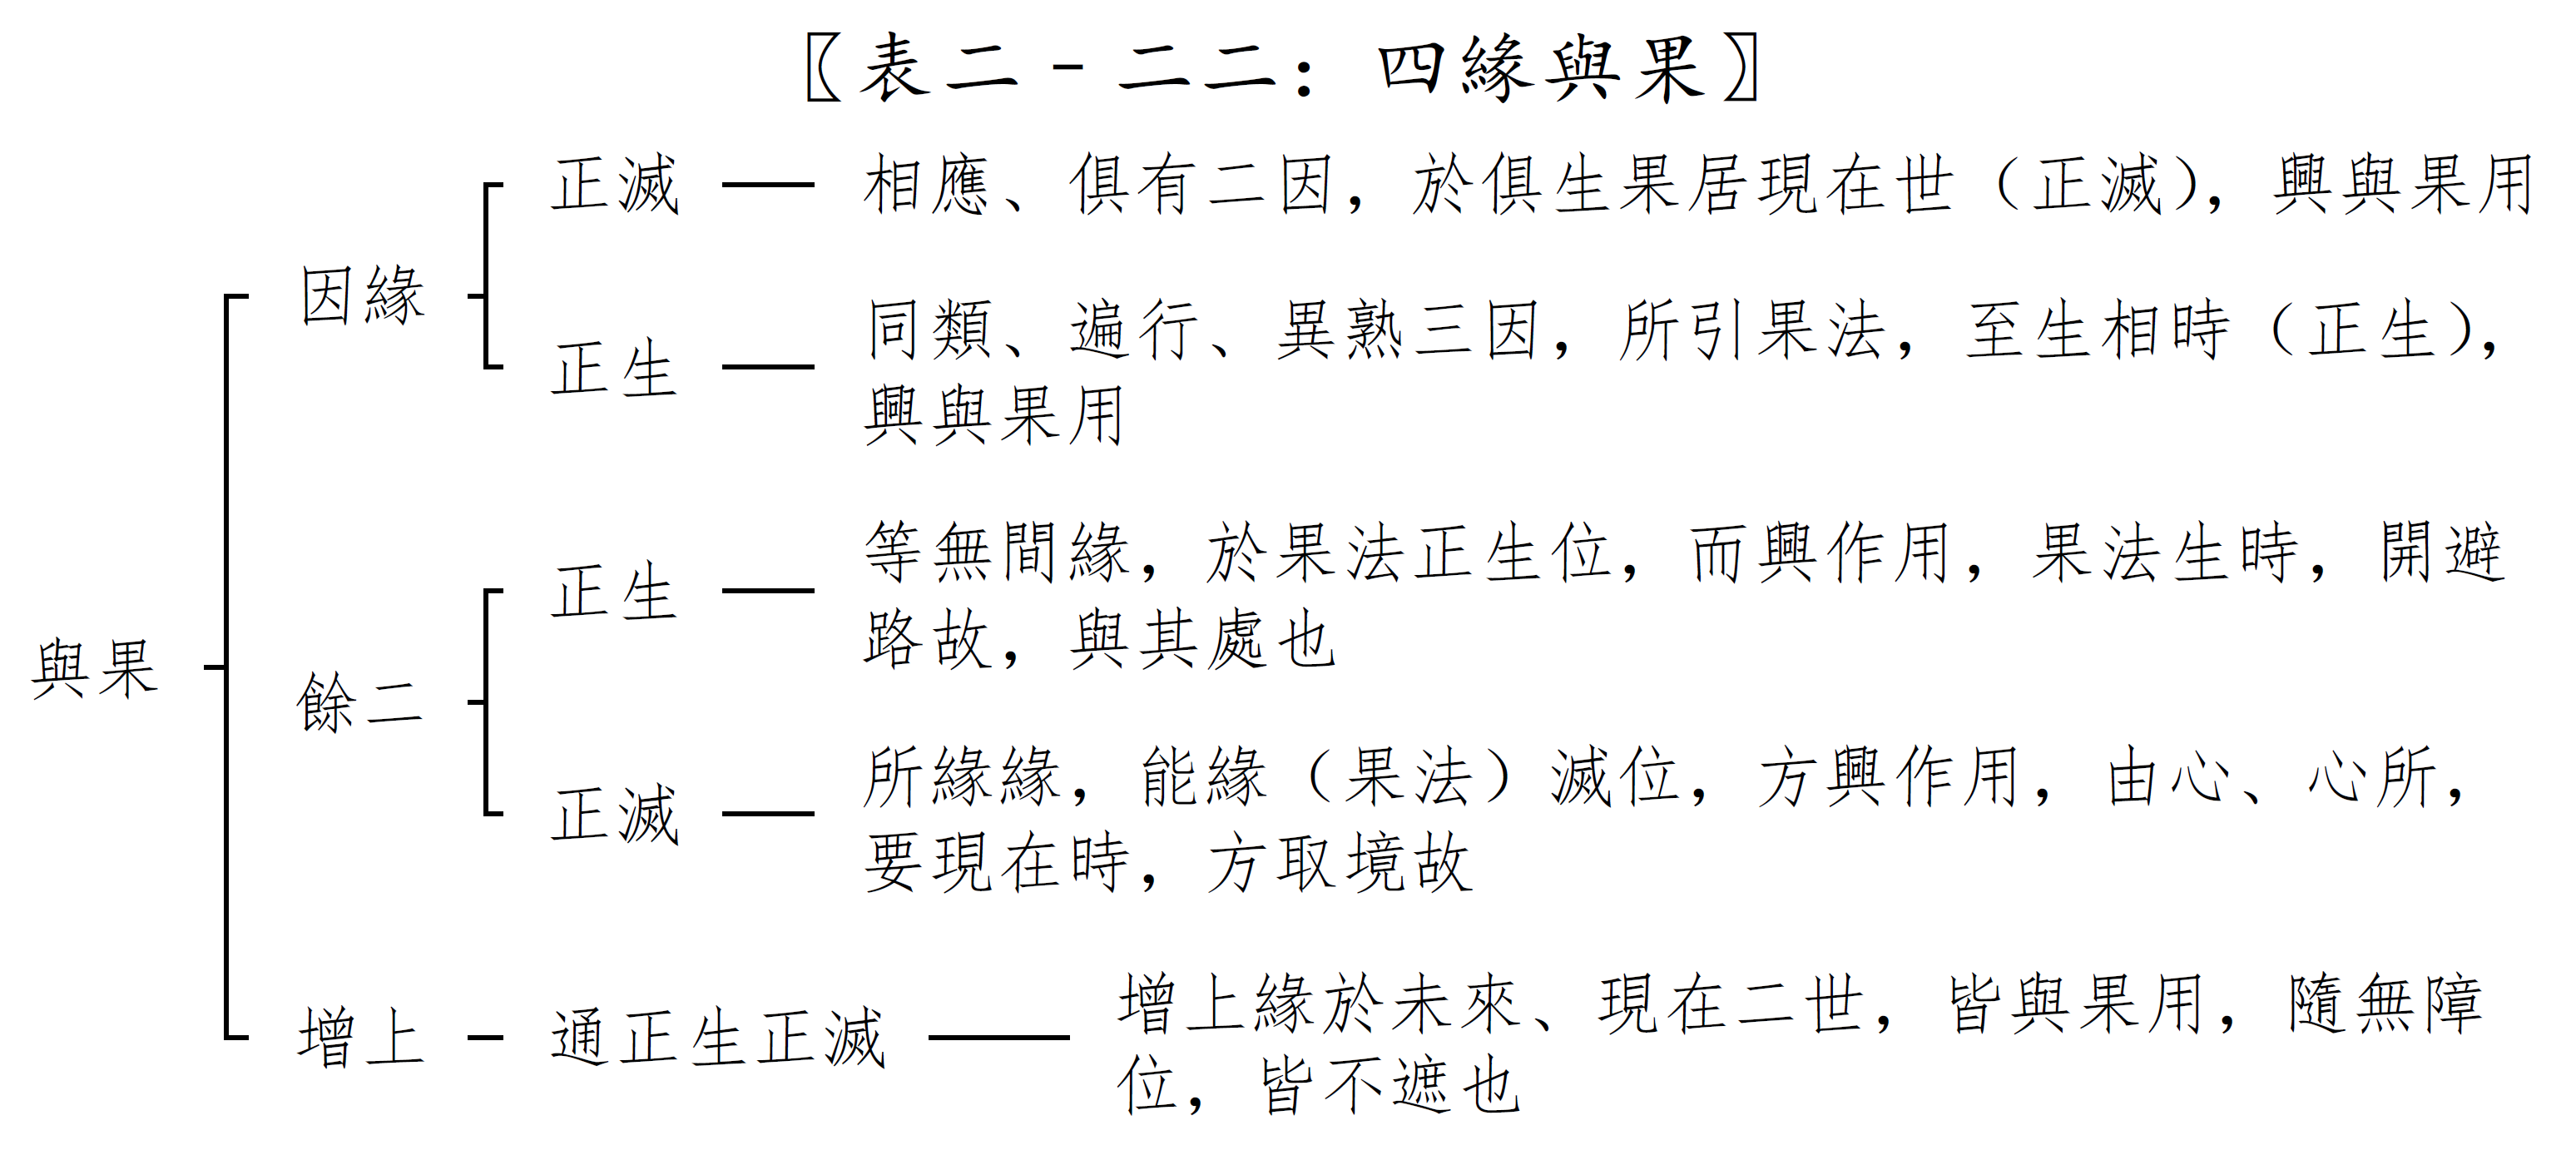 〖表二–二二：四緣與果〗
正滅 相應、俱有二因，於俱生果居現在世（正滅），興與果用
因緣
正生 同類、遍行、異熟三因，所引果法，至生相時（正生），
興與果用
正生 等無間緣，於果法正生位，而興作用，果法生時，開避
路故，與其處也
與果
餘二
正滅 所緣緣，能緣（果法）滅位，方興作用，由心、心所，
要現在時，方取境故
增上 通正生正滅 增上緣於未來、現在二世，皆與果用，隨無障
位，皆不遮也